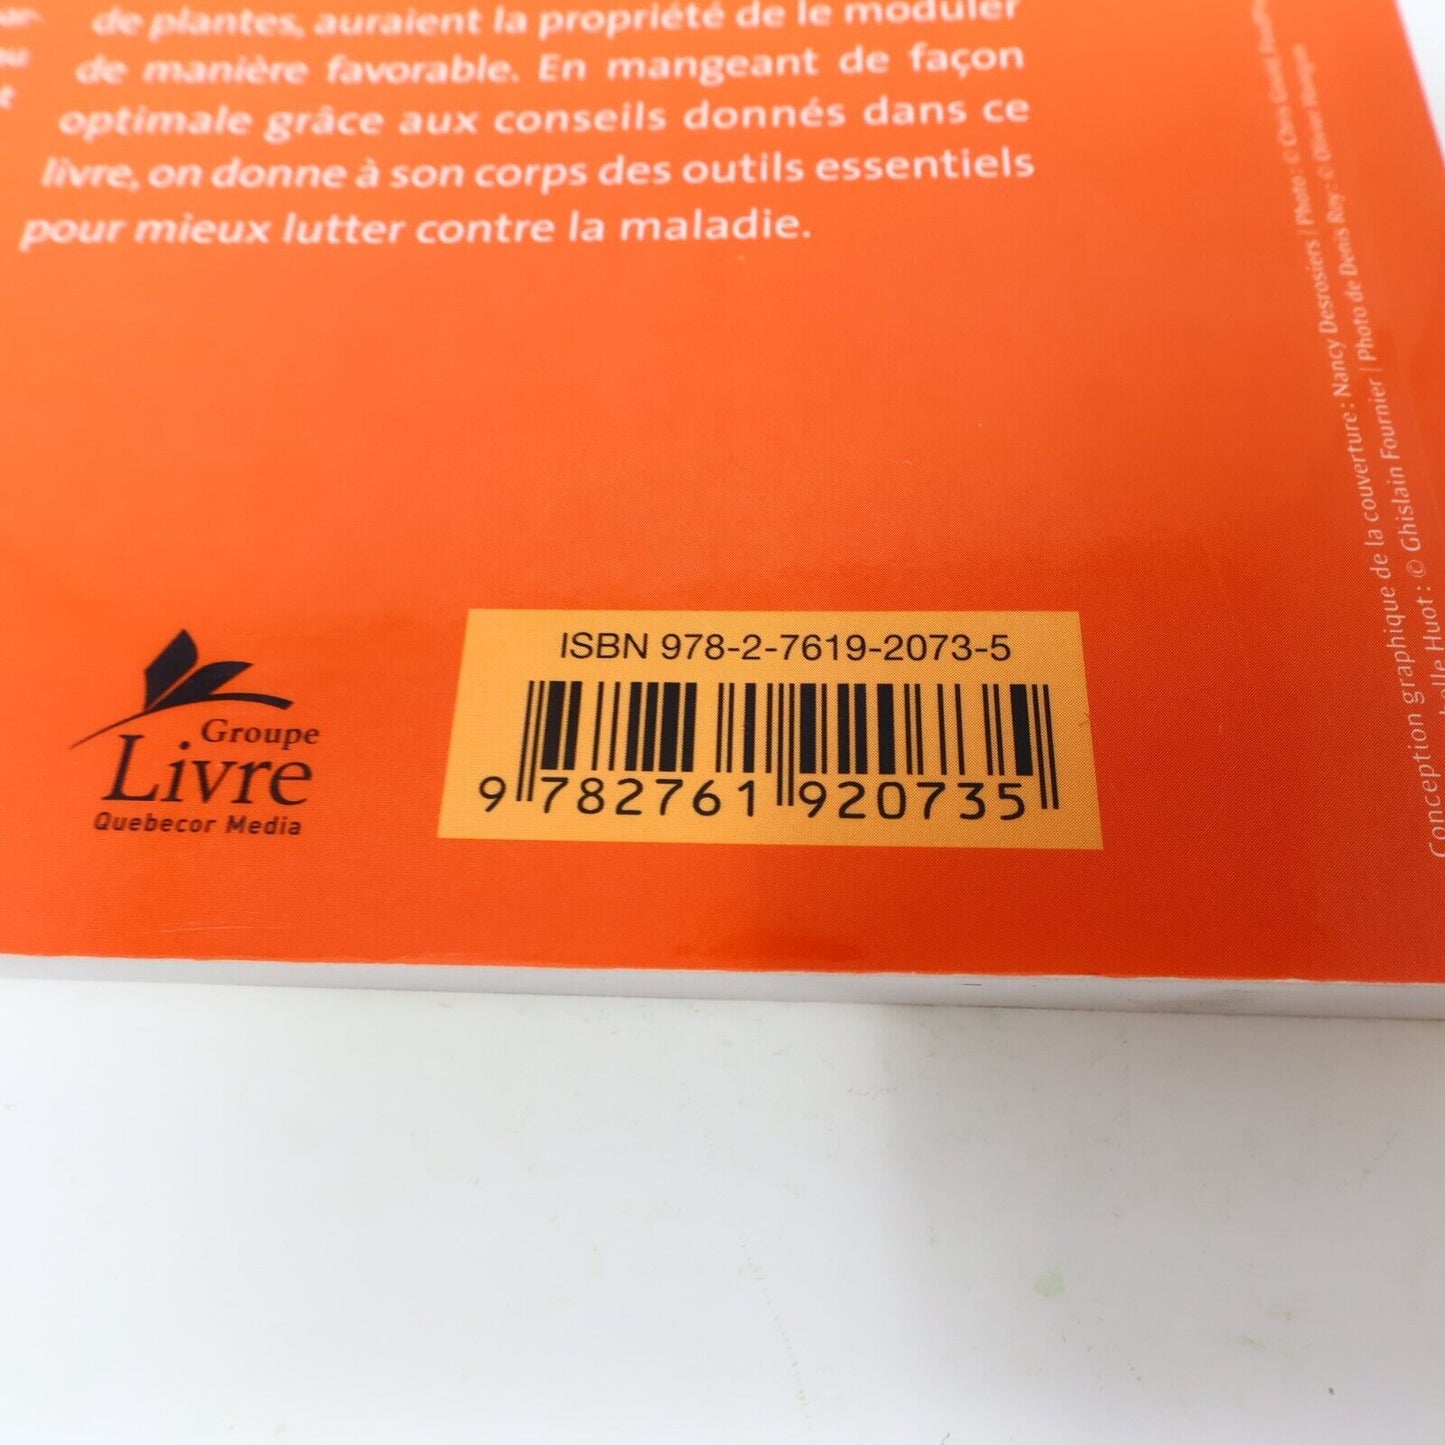 de plantes, auraient la propriété de le moduler
de manière favorable. En mangeant de façon
optimale grâce aux conseils donnés dans ce
livre, on donne à son corps des outils essentiels
pour mieux lutter contre la maladie.
Groupe
Livre
Quebecor Media
ISBN 978-2-7619-2073-5
9 782761 920735
Conception graphique de la couverture : Nancy Desrosiers | Photo : © Chris
Huot : © Ghislain Fournier | Photo de Denis Roy : © Olivier